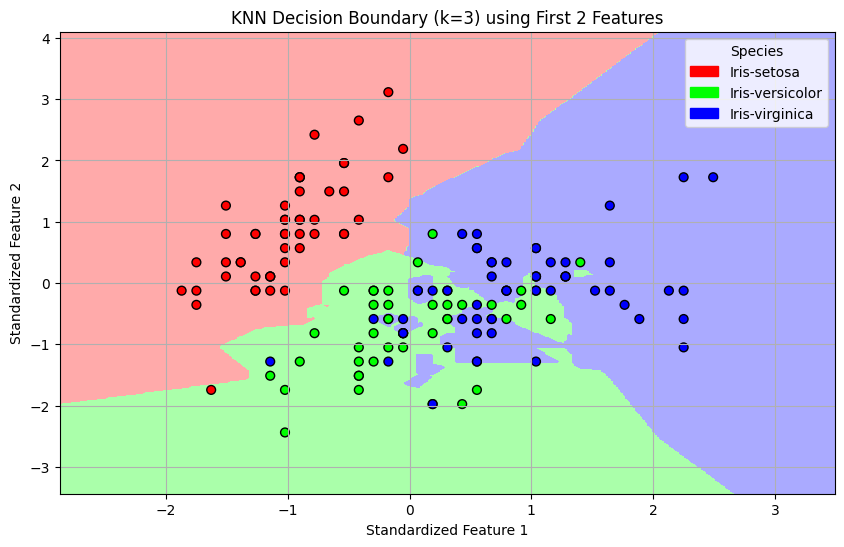 KNN Decision Boundary (k=3) using First 2 Features
Species
Iris-setosa
Iris-versicolor
Iris-virginica
Standardized Feature 2
4
3
2
1
0
−1
−2
−3
−2 −1 0 1 2 3
Standardized Feature 1